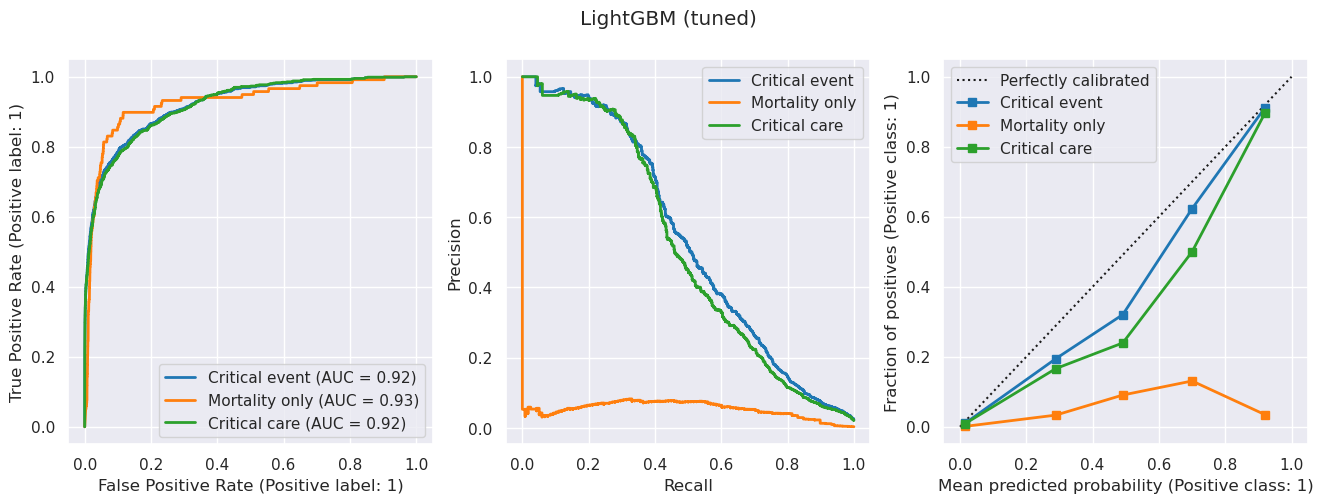 LightGBM (tuned)
True Positive Rate (Positive label: 1)
1.0
0.8
0.6
0.4
0.2
0.0
Critical event (AUC = 0.92)
Mortality only (AUC = 0.93)
Critical care (AUC = 0.92)
0.0 0.2 0.4 0.6 0.8 1.0
False Positive Rate (Positive label: 1)
Precision
1.0
0.8
0.6
0.4
0.2
0.0
Critical event
Mortality only
Critical care
0.0 0.2 0.4 0.6 0.8 1.0
Recall
Fraction of positives (Positive class: 1)
1.0
0.8
0.6
0.4
0.2
0.0
Perfectly calibrated
Critical event
Mortality only
Critical care
0.0 0.2 0.4 0.6 0.8 1.0
Mean predicted probability (Positive class: 1)